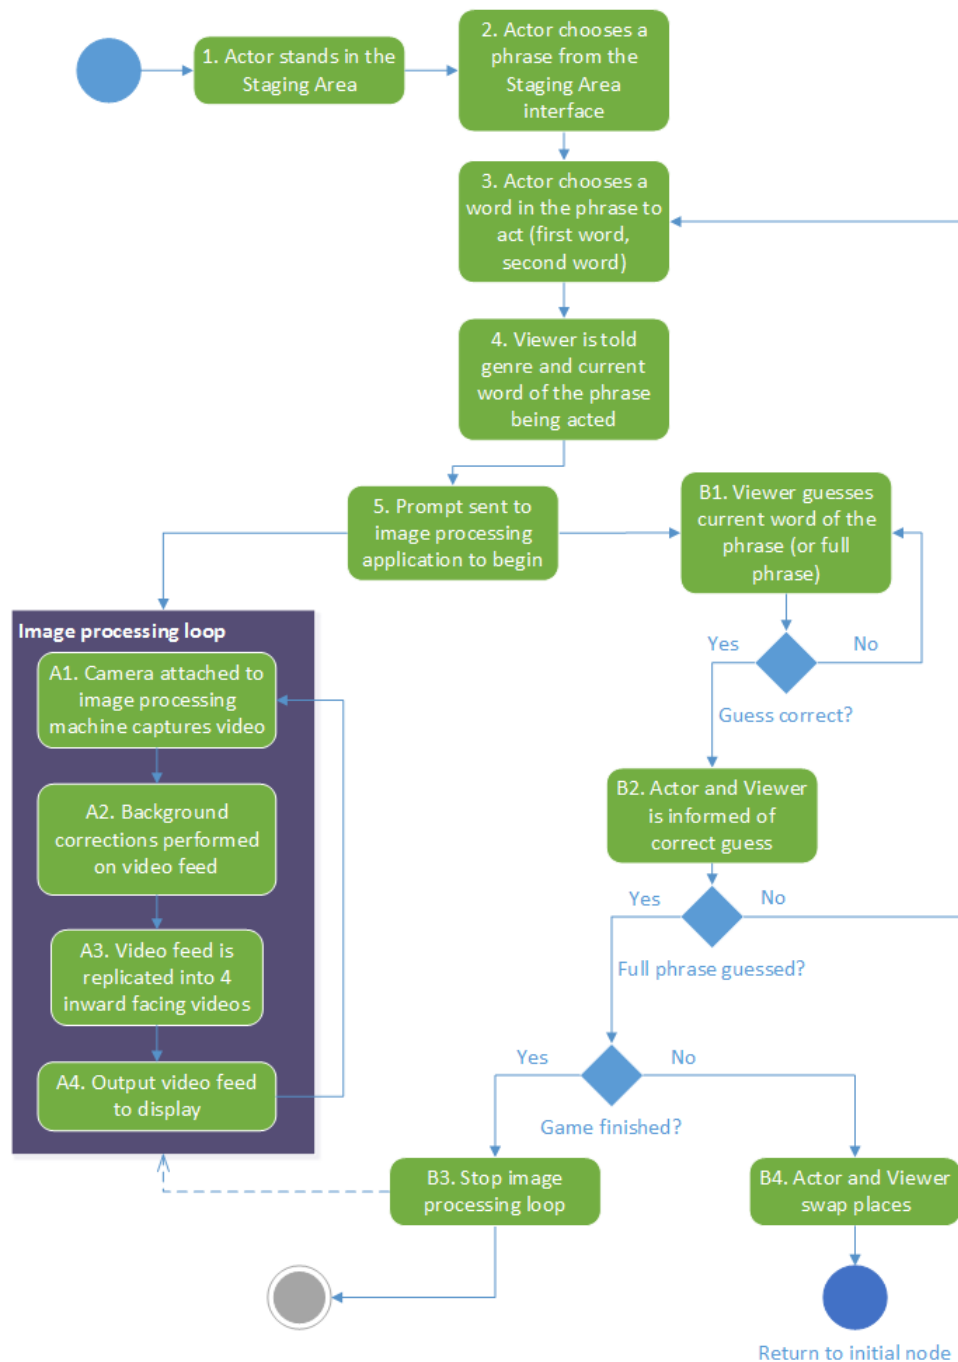 1. Actor stands in the
Staging Area
2. Actor chooses a
phrase from the
Staging Area
interface
3. Actor chooses a
word in the phrase to
act (first word,
second word)
4. Viewer is told
genre and current
word of the phrase
being acted
5. Prompt sent to
image processing
application to begin
B1. Viewer guesses
current word of the
phrase (or full
phrase)
Yes
No
Guess correct?
Image processing loop
A1. Camera attached to
image processing
machine captures video
A2. Background
corrections performed
on video feed
A3. Video feed is
replicated into 4
inward facing videos
A4. Output video feed
to display
B2. Actor and Viewer
is informed of
correct guess
Yes
No
Full phrase guessed?
Yes
No
Game finished?
B3. Stop image
processing loop
B4. Actor and Viewer
swap places
Return to initial node